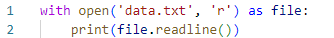 1 with open('data.txt', 'r') as file:
2     print(file.readline())